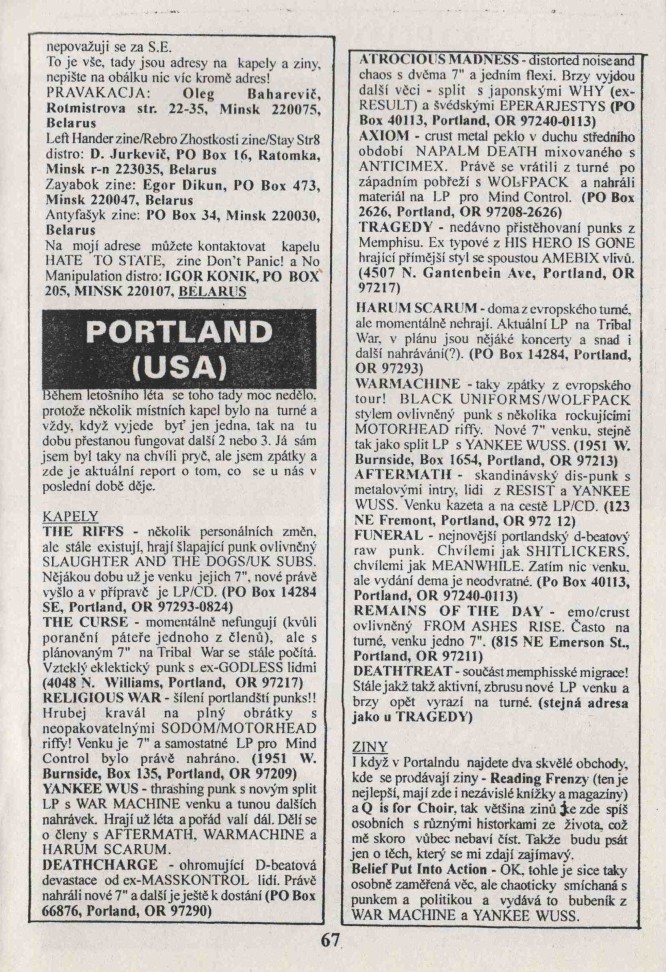 nepovažují se za S.E.
To je vše, tady jsou adresy na kapely a ziny,
nepište na obálku nic víc kromě adres!
PRAVAKACJA: Oleg Baharevič,
Rotmistrova str. 22-35, Minsk 220075,
Belarus
Left Hander zine/Rebro Zhostkosti zine/Stay Str8
distro: D. Jurkevič, PO Box 16, Ratomka,
Minsk r-n 223035, Belarus
Zayabok zine: Egor Dikun, PO Box 473,
Minsk 220047, Belarus
Antyfašyk zine: PO Box 34, Minsk 220030,
Belarus
Na mojí adrese můžete kontaktovat kapelu
HATE TO STATE, zine Don't Panic! a No
Manipulation distro: IGOR KONIK, PO BOX
205, MINSK 220107, BELARUS
PORTLAND
(USA)
Během letošního léta se toho tady moc nedělo,
protože několik místních kapel bylo na turné a
vždy, když vyjede byť jen jedna, tak na tu
dobu přestanou fungovat další 2 nebo 3. Já sám
jsem byl taky na chvíli pryč, ale jsem zpátky a
zde je aktuální report o tom, co se u nás v
poslední době děje.
KAPELY
THE RIFFS - několik personálních změn,
ale stále existují, hrají šlapající punk ovlivněný
SLAUGHTER AND THE DOGS/UK SUBS.
Nějákou dobu už je venku jejich 7", nové právě
vyšlo a v přípravě je LP/CD. (PO Box 14284
SE, Portland, OR 97293-0824)
THE CURSE - momentálně nefungují (kvůli
poranění páteře jednoho z členů), ale s
plánovaným 7" na Tribal War se stále počítá.
Vzteklý eklektický punk s ex-GODLESS lidmi
(4048 N. Williams, Portland, OR 97217)
RELIGIOUS WAR - šílení portlandští punks!!
Hrubej kravál na plný obrátky s
neopakovatelnými SODOM/MOTORHEAD
riffy! Venku je 7" a samostatné LP pro Mind
Control bylo právě nahráno. (1951 W.
Burnside, Box 135, Portland, OR 97209)
YANKEE WUS - thrashing punk s novým split
LP s WAR MACHINE venku a tunou dalších
nahrávek. Hrají už léta a pořád valí dál. Dělí se
o členy s AFTERMATH, WARMACHINE a
HARUM SCARUM.
DEATHCHARGE - ohromující D-beatová
devastace od ex-MASSKONTROL lidí. Právě
nahráli nové 7" a další je ještě k dostání (PO Box
66876, Porland, OR 97290)
ATROCIOUS MADNESS - distorted noise and
chaos s dvěma 7" a jedním flexi. Brzy vyjdou
další věci - split s japonskými WHY (ex-
RESULT) a švédskými EPERARJESTYS (PO
Box 40113, Portland, OR 97240-0113)
AXIOM - crust metal peklo v duchu středního
období NAPALM DEATH mixovaného s
ANTICIMEX. Právě se vrátili z turné po
západním pobřeží s WOLFPACK a nahráli
materiál na LP pro Mind Control. (PO Box
2626, Portland, OR 97208-2626)
TRAGEDY - nedávno přistěhovaní punks z
Memphisu. Ex typové z HIS HERO IS GONE
hrající přímější styl se spoustou AMEBIX vlivů.
(4507 N. Gantenbein Ave, Portland, OR
97217)
HARUM SCARUM - doma z evropského turné,
ale momentálně nehrají. Aktuální LP na Tribal
War, v plánu jsou nějáké koncerty a snad i
další nahrávání(?). (PO Box 14284, Portland,
OR 97293)
WARMACHINE - taky zpátky z evropského
tour! BLACK UNIFORMS/WOLFPACK
stylem ovlivněný punk s několika rockujícími
MOTORHEAD riffy. Nové 7" venku, stejně
tak jako split LP s YANKEE WUSS. (1951 W.
Burnside, Box 1654, Portland, OR 97213)
AFTERMATH - skandinávský dis-punk s
metalovými intry, lidi z RESIST a YANKEE
WUSS. Venku kazeta a na cestě LP/CD. (123
NE Fremont, Portland, OR 972 12)
FUNERAL - nejnovější portlandský d-beatový
raw punk. Chvílemi jak SHITLICKERS,
chvílemi jak MEANWHILE. Zatím nic venku,
ale vydání dema je neodvratné. (Po Box 40113,
Portland, OR 97240-0113)
REMAINS OF THE DAY - emo/crust
ovlivněný FROM ASHES RISE. Často na
turné, venku jedno 7". (815 NE Emerson St.,
Portland, OR 97211)
DEATHTREAT - součást memphisské migrace!
Stále jakž takž aktivní, zbrusu nové LP venku a
brzy opět vyrazí na turné. (stejná adresa
jako u TRAGEDY)
ZINY
I když v Portalndu najdete dva skvělé obchody,
kde se prodávají ziny - Reading Frenzy (ten je
nejlepší, mají zde i nezávislé knížky a magazíny)
a Q is for Choir, tak většina zinů je zde spíš
osobních s různými historkami ze života, což
mě skoro vůbec nebaví číst. Takže budu psát
jen o těch, který se mi zdají zajímavý.
Belief Put Into Action - OK, tohle je sice taky
osobně zaměřená věc, ale chaoticky smíchaná s
punkem a politikou a vydává to bubeník z
WAR MACHINE a YANKEE WUSS.
67